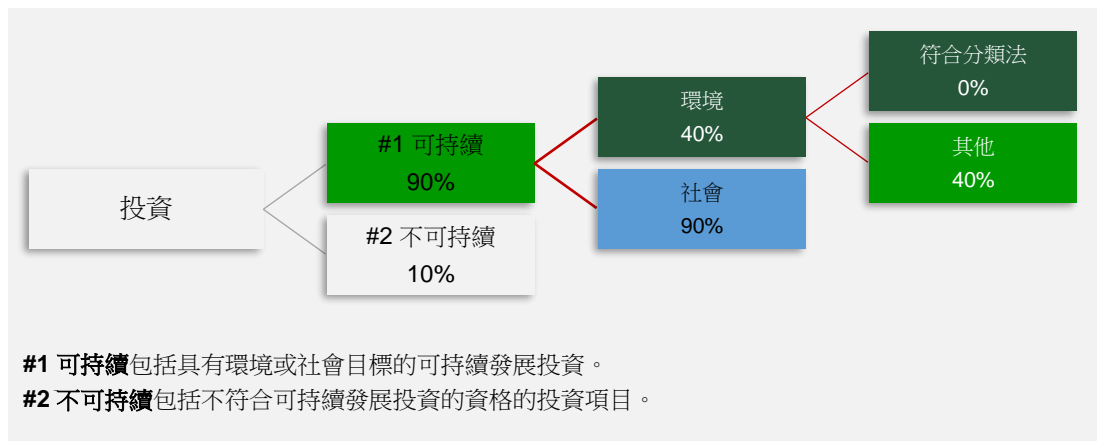 符合分類法
0%
環境
40%
#1 可持續
90%
其他
40%
投資
社會
90%
#2 不可持續
10%
#1 可持續包括具有環境或社會目標的可持續發展投資。
#2 不可持續包括不符合可持續發展投資的資格的投資項目。